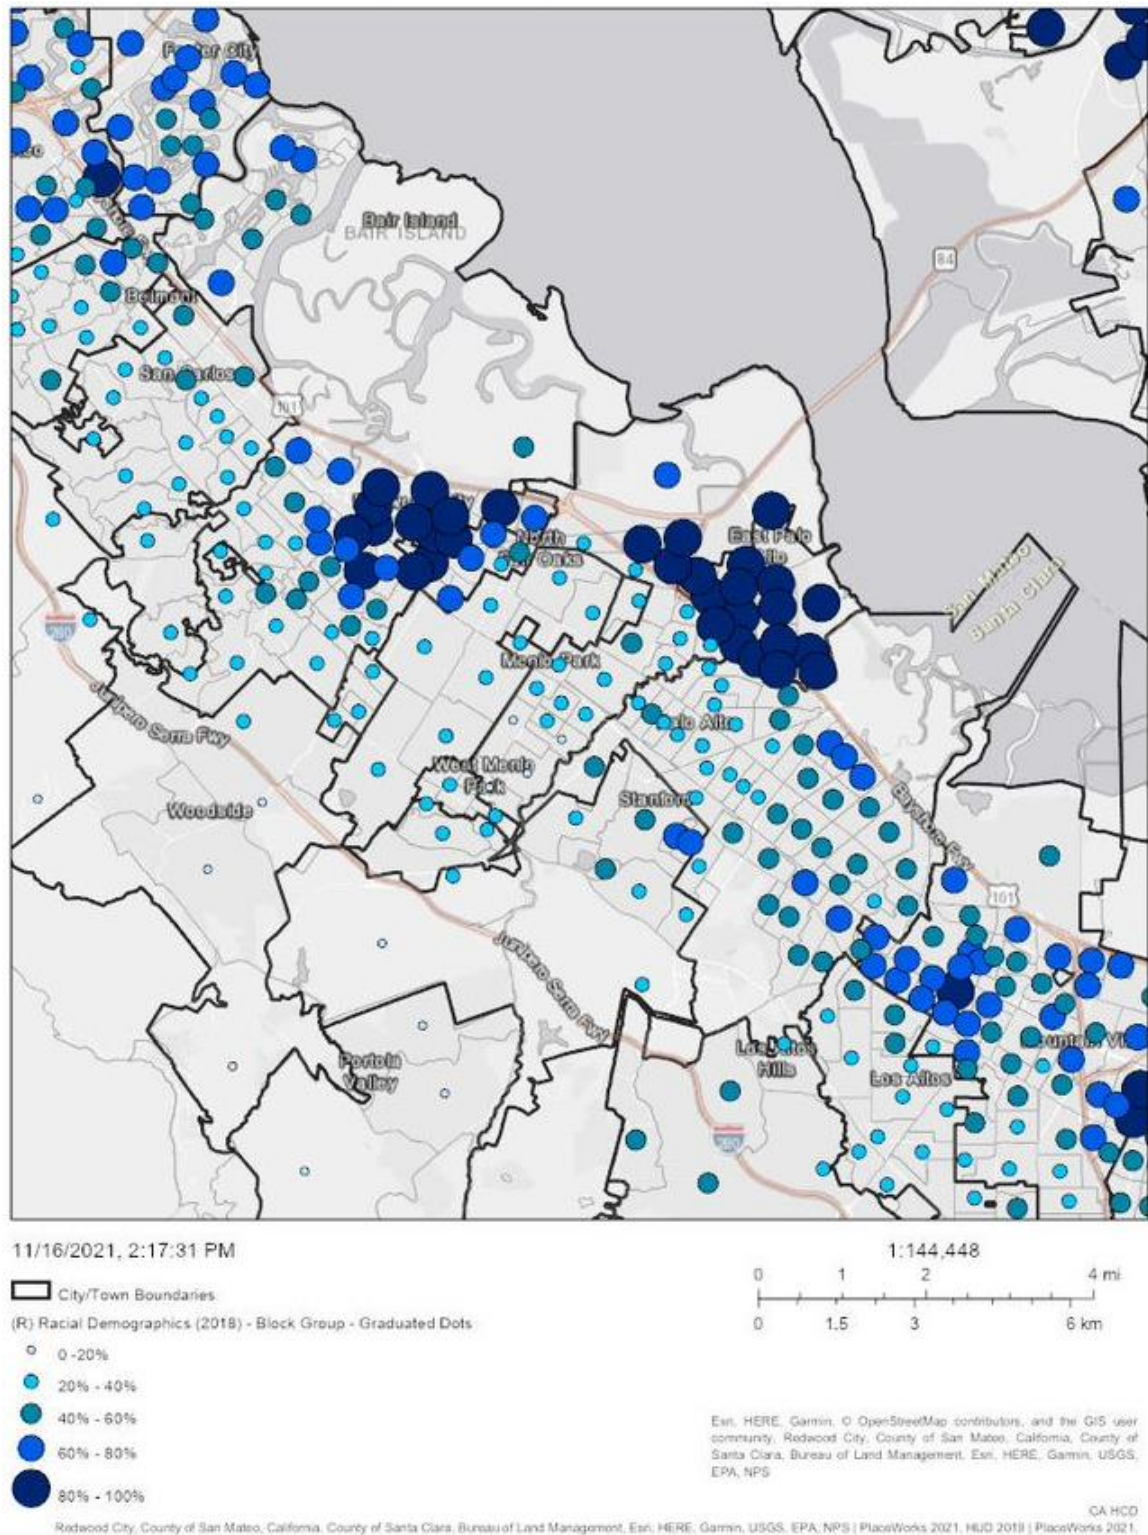 Foster City
Bair Island
BAIR ISLAND
84
Belmont
San Carlos
101
North
Fair Oaks
East Palo
Alto
San Mateo
Santa Clara
280
Menlo Park
Junipero Serra Fwy
Palo Alto
West Menlo
Park
Stanford
Woodside
Bayshore Fwy
101
Junipero Serra Fwy
Portola
Valley
Los Altos
Hills
Los Altos
Mountain Vi
280
11/16/2021, 2:17:31 PM
1:144,448
0 1 2 4 mi
0 1.5 3 6 km
City/Town Boundaries
(R) Racial Demographics (2018) - Block Group - Graduated Dots
0 -20%
20% - 40%
40% - 60%
60% - 80%
80% - 100%
Esri, HERE, Garmin, © OpenStreetMap contributors, and the GIS user
community, Redwood City, County of San Mateo, California, County of
Santa Clara, Bureau of Land Management, Esri, HERE, Garmin, USGS,
EPA, NPS
CA HCD
Redwood City, County of San Mateo, California, County of Santa Clara, Bureau of Land Management, Esri, HERE, Garmin, USGS, EPA, NPS | PlaceWorks 2021, HUD 2019 | PlaceWorks 2021,